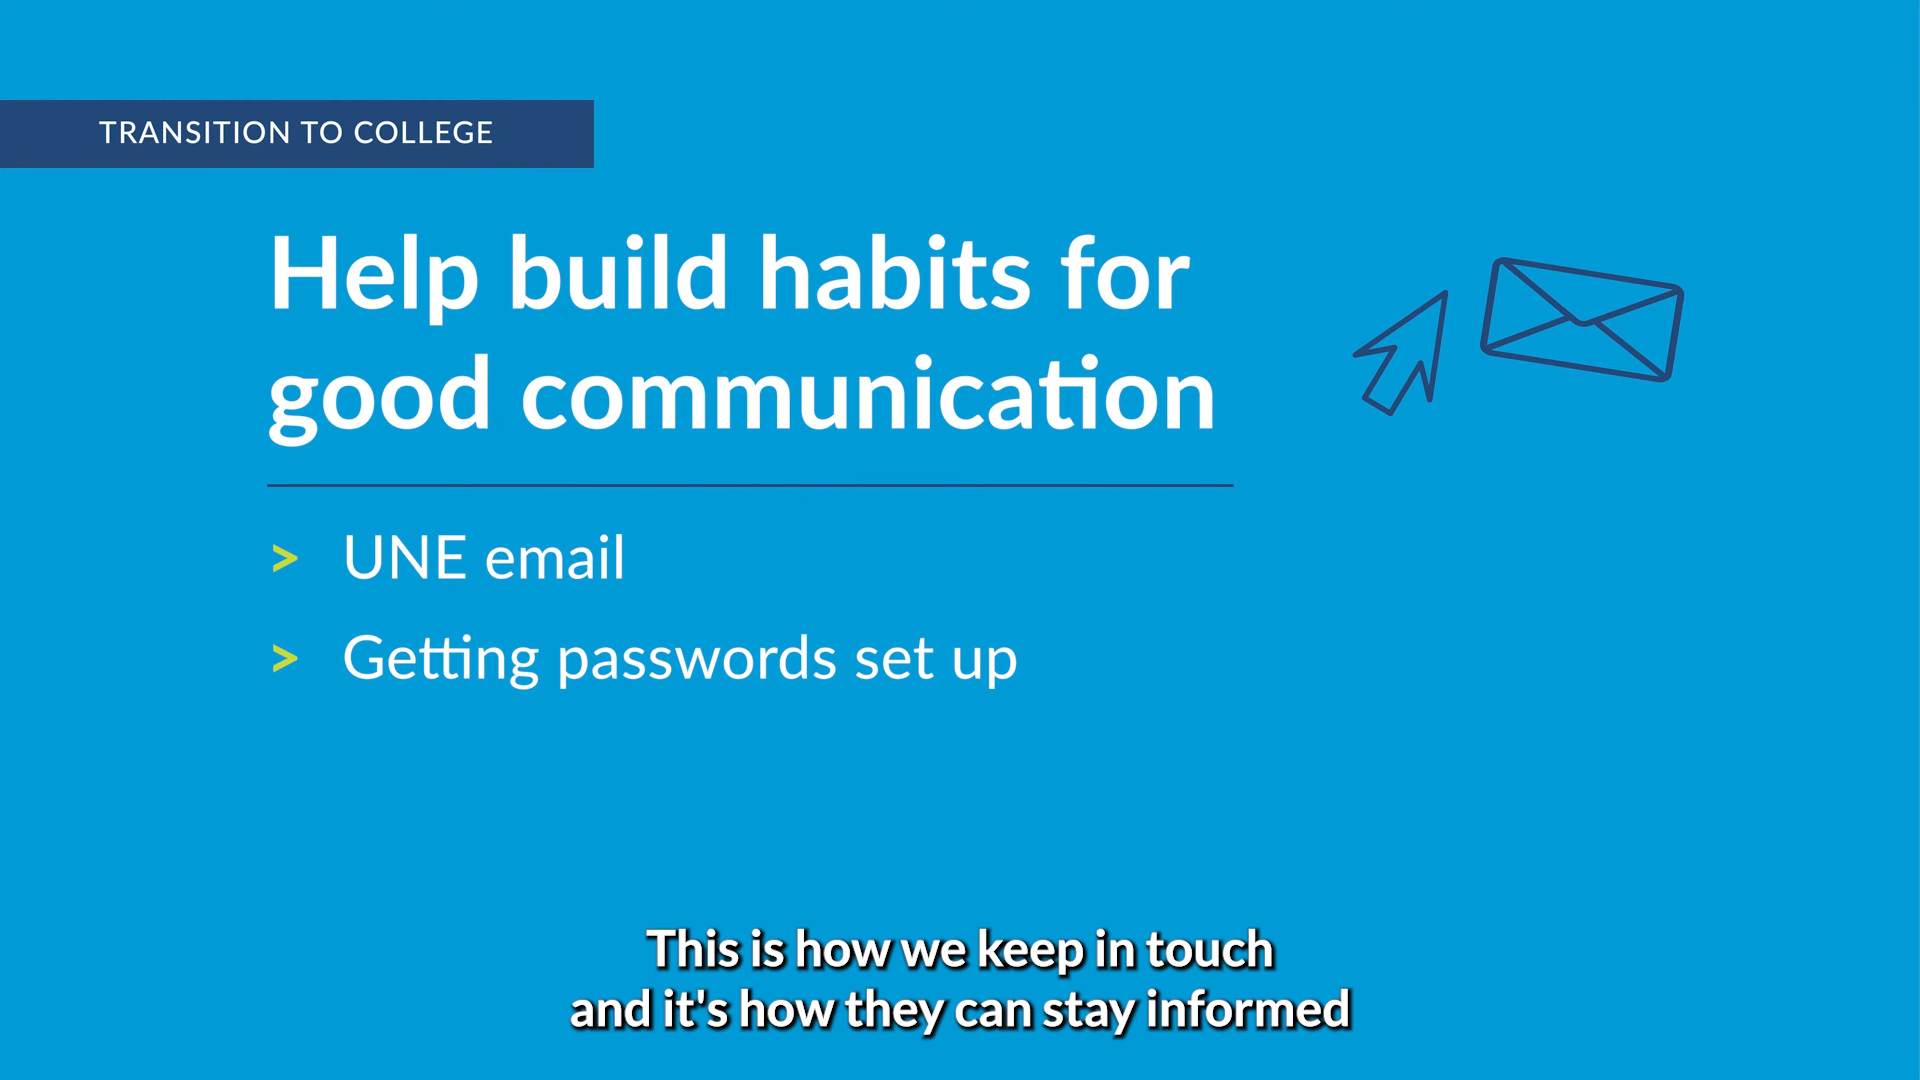 TRANSITION TO COLLEGE
Help build habits for
good communication
> UNE email
> Getting passwords set up
This is how we keep in touch
and it's how they can stay informed